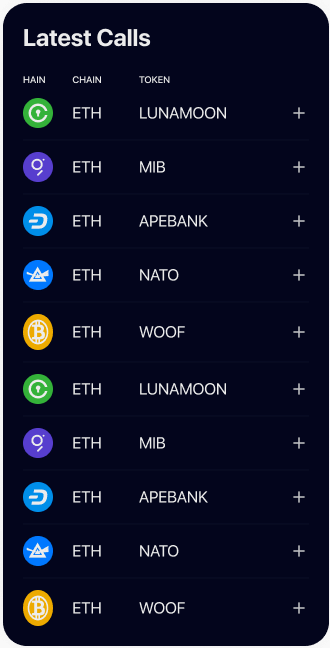 Latest Calls
HAIN CHAIN TOKEN
ETH LUNAMOON +
ETH MIB +
ETH APEBANK +
ETH NATO +
ETH WOOF +
ETH LUNAMOON +
ETH MIB +
ETH APEBANK +
ETH NATO +
ETH WOOF +